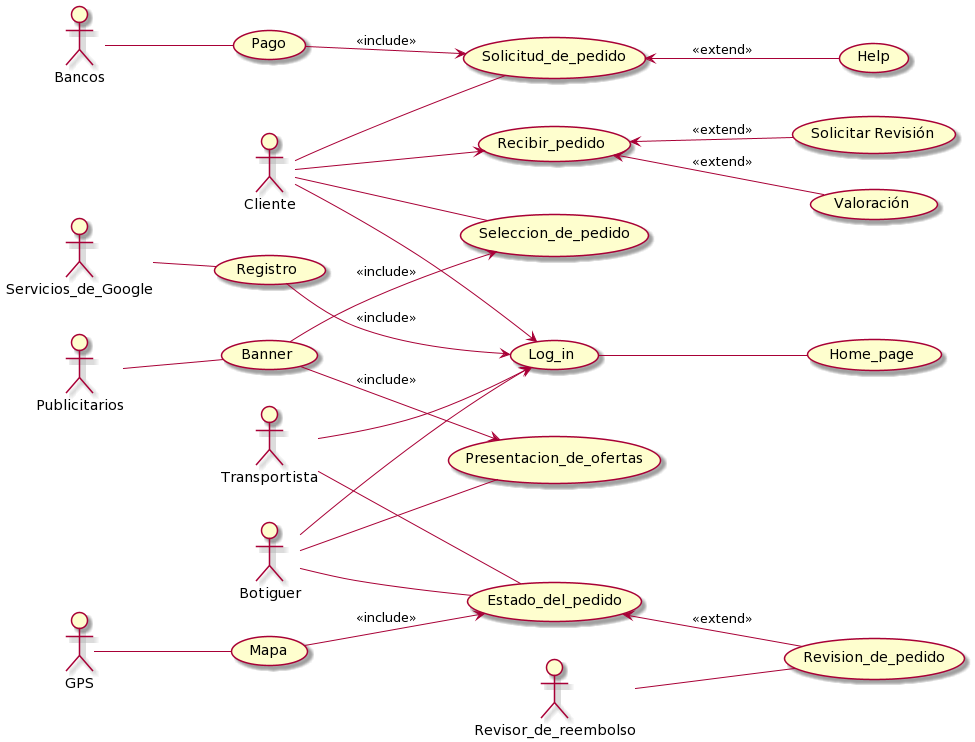 Bancos
Pago
«include»
Solicitud_de_pedido
«extend»
Help
Cliente
Recibir_pedido
«extend»
Solicitar Revisión
«extend»
Valoración
Seleccion_de_pedido
Servicios_de_Google
Registro
«include»
«include»
Publicitarios
Banner
Log_in
Home_page
«include»
Transportista
Presentacion_de_ofertas
Botiguer
Estado_del_pedido
«extend»
GPS
Mapa
«include»
Revision_de_pedido
Revisor_de_reembolso